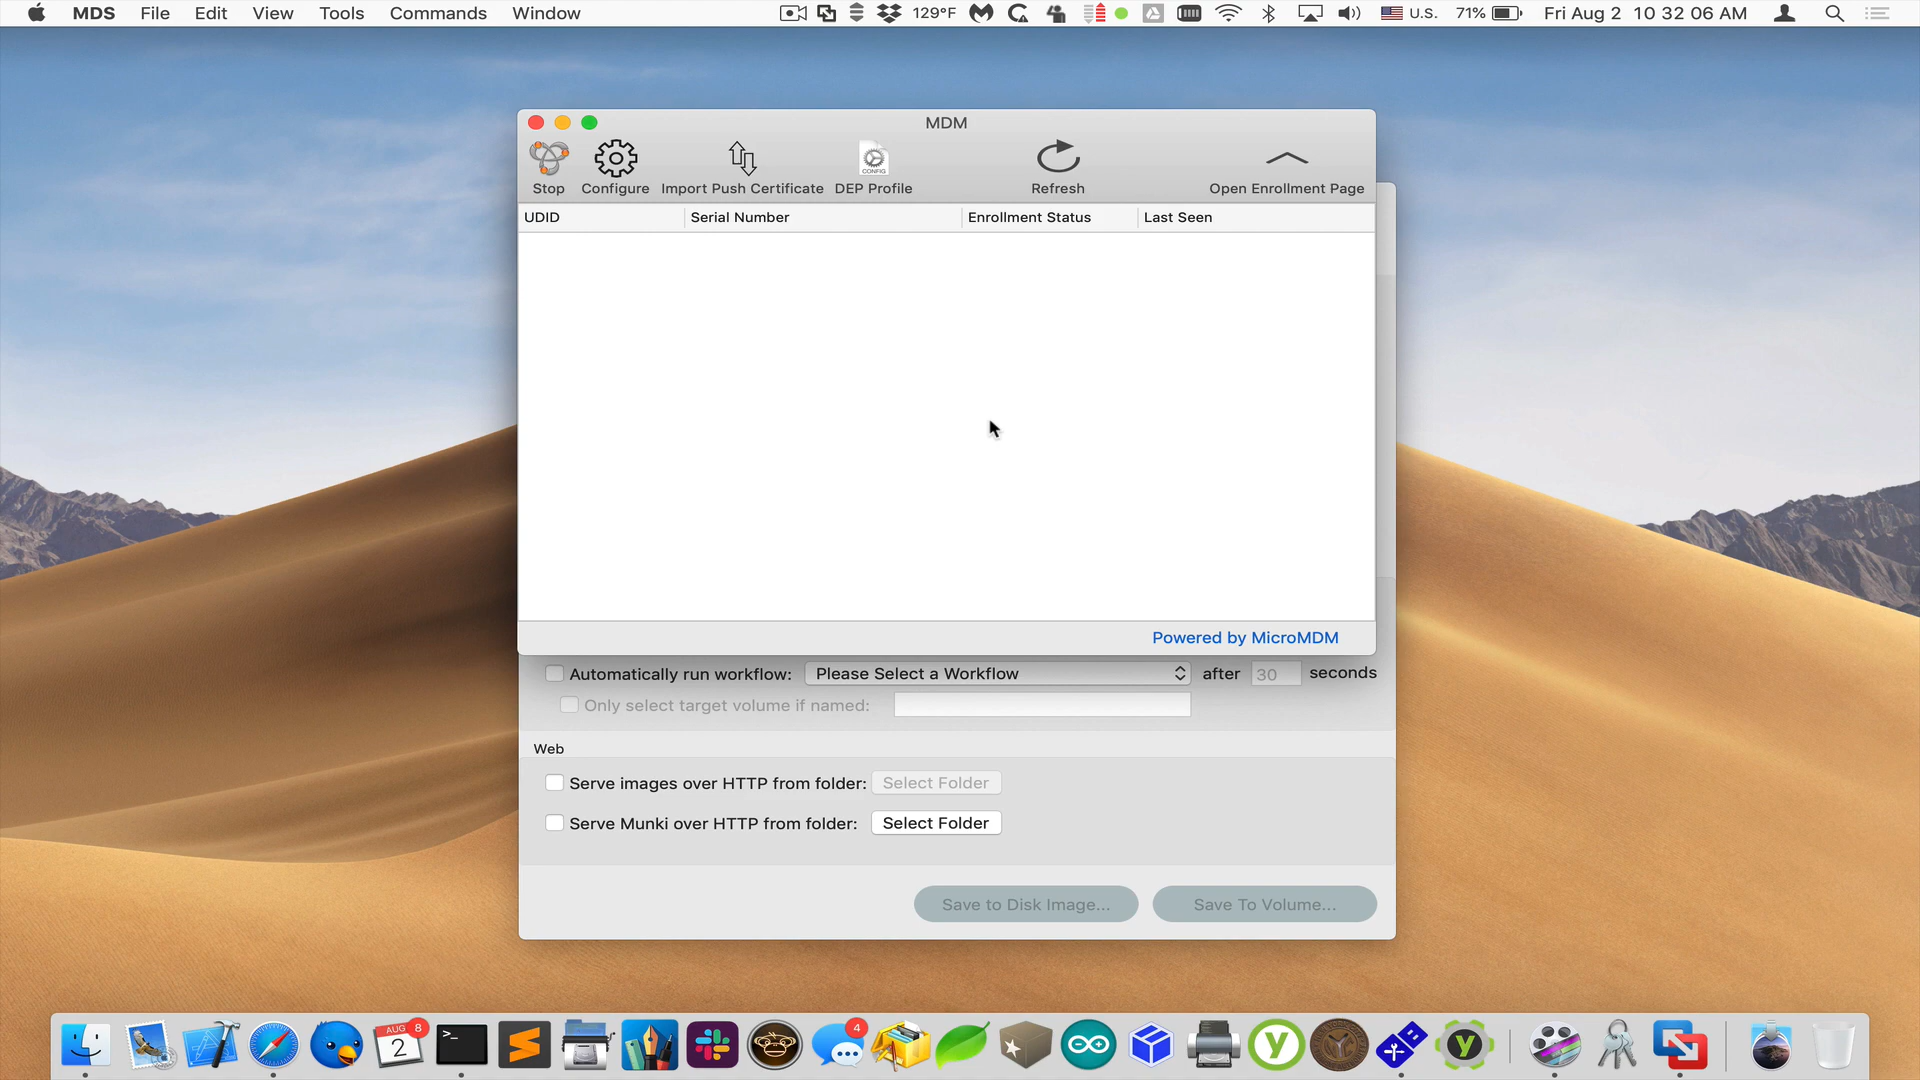 MDS File Edit View Tools Commands Window 129°F U.S. 71% Fri Aug 2 10 32 06 AM
MDM
Stop Configure Import Push Certificate DEP Profile Refresh Open Enrollment Page
CONFIG
UDID Serial Number Enrollment Status Last Seen
Powered by MicroMDM
Automatically run workflow: Please Select a Workflow after 30 seconds
Only select target volume if named:
Web
Serve images over HTTP from folder: Select Folder
Serve Munki over HTTP from folder: Select Folder
Save to Disk Image... Save To Volume...
AUG 8 4
2